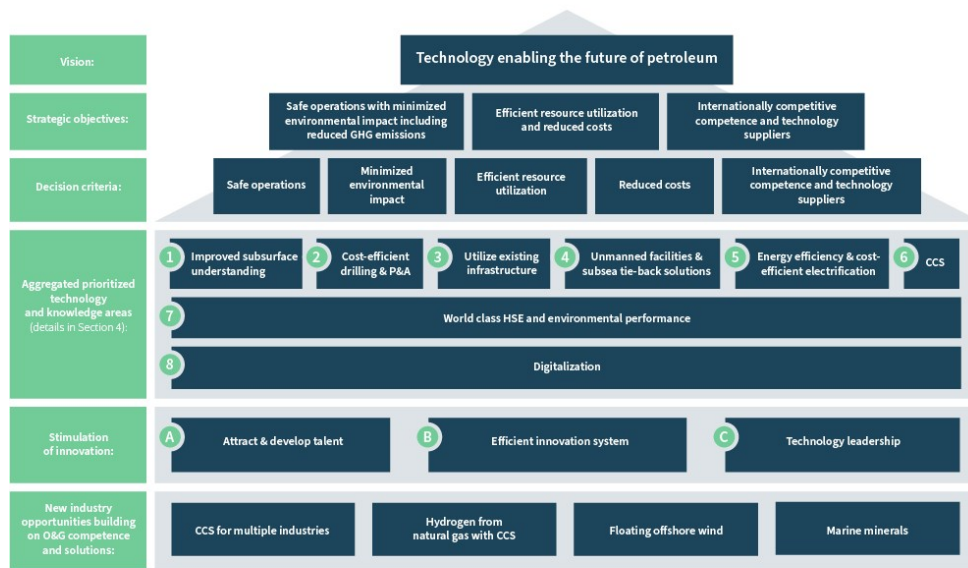 Vision:
Technology enabling the future of petroleum
Strategic objectives:
Safe operations with minimized
environmental impact including
reduced GHG emissions
Efficient resource utilization
and reduced costs
Internationally competitive
competence and technology
suppliers
Decision criteria:
Safe operations
Minimized
environmental
impact
Efficient resource
utilization
Reduced costs
Internationally competitive
competence and technology
suppliers
Aggregated prioritized
technology
and knowledge areas
(details in Section 4):
1
Improved subsurface
understanding
2
Cost-efficient
drilling & P&A
3
Utilize existing
infrastructure
4
Unmanned facilities &
subsea tie-back solutions
5
Energy efficiency & cost-
efficient electrification
6
CCS
7
World class HSE and environmental performance
8
Digitalization
Stimulation
of innovation:
A
Attract & develop talent
B
Efficient innovation system
C
Technology leadership
New industry
opportunities building
on O&G competence
and solutions:
CCS for multiple industries
Hydrogen from
natural gas with CCS
Floating offshore wind
Marine minerals